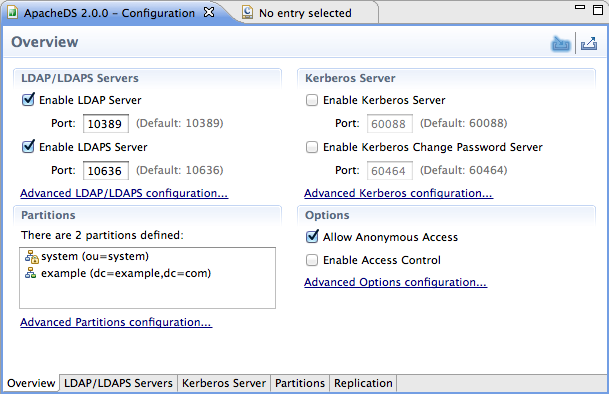 ApacheDS 2.0.0 - Configuration
No entry selected
Overview
LDAP/LDAPS Servers
Enable LDAP Server
Port: 10389 (Default: 10389)
Enable LDAPS Server
Port: 10636 (Default: 10636)
Advanced LDAP/LDAPS configuration...
Kerberos Server
Enable Kerberos Server
Port: 60088 (Default: 60088)
Enable Kerberos Change Password Server
Port: 60464 (Default: 60464)
Advanced Kerberos configuration...
Partitions
There are 2 partitions defined:
system (ou=system)
example (dc=example,dc=com)
Advanced Partitions configuration...
Options
Allow Anonymous Access
Enable Access Control
Advanced Options configuration...
Overview LDAP/LDAPS Servers Kerberos Server Partitions Replication